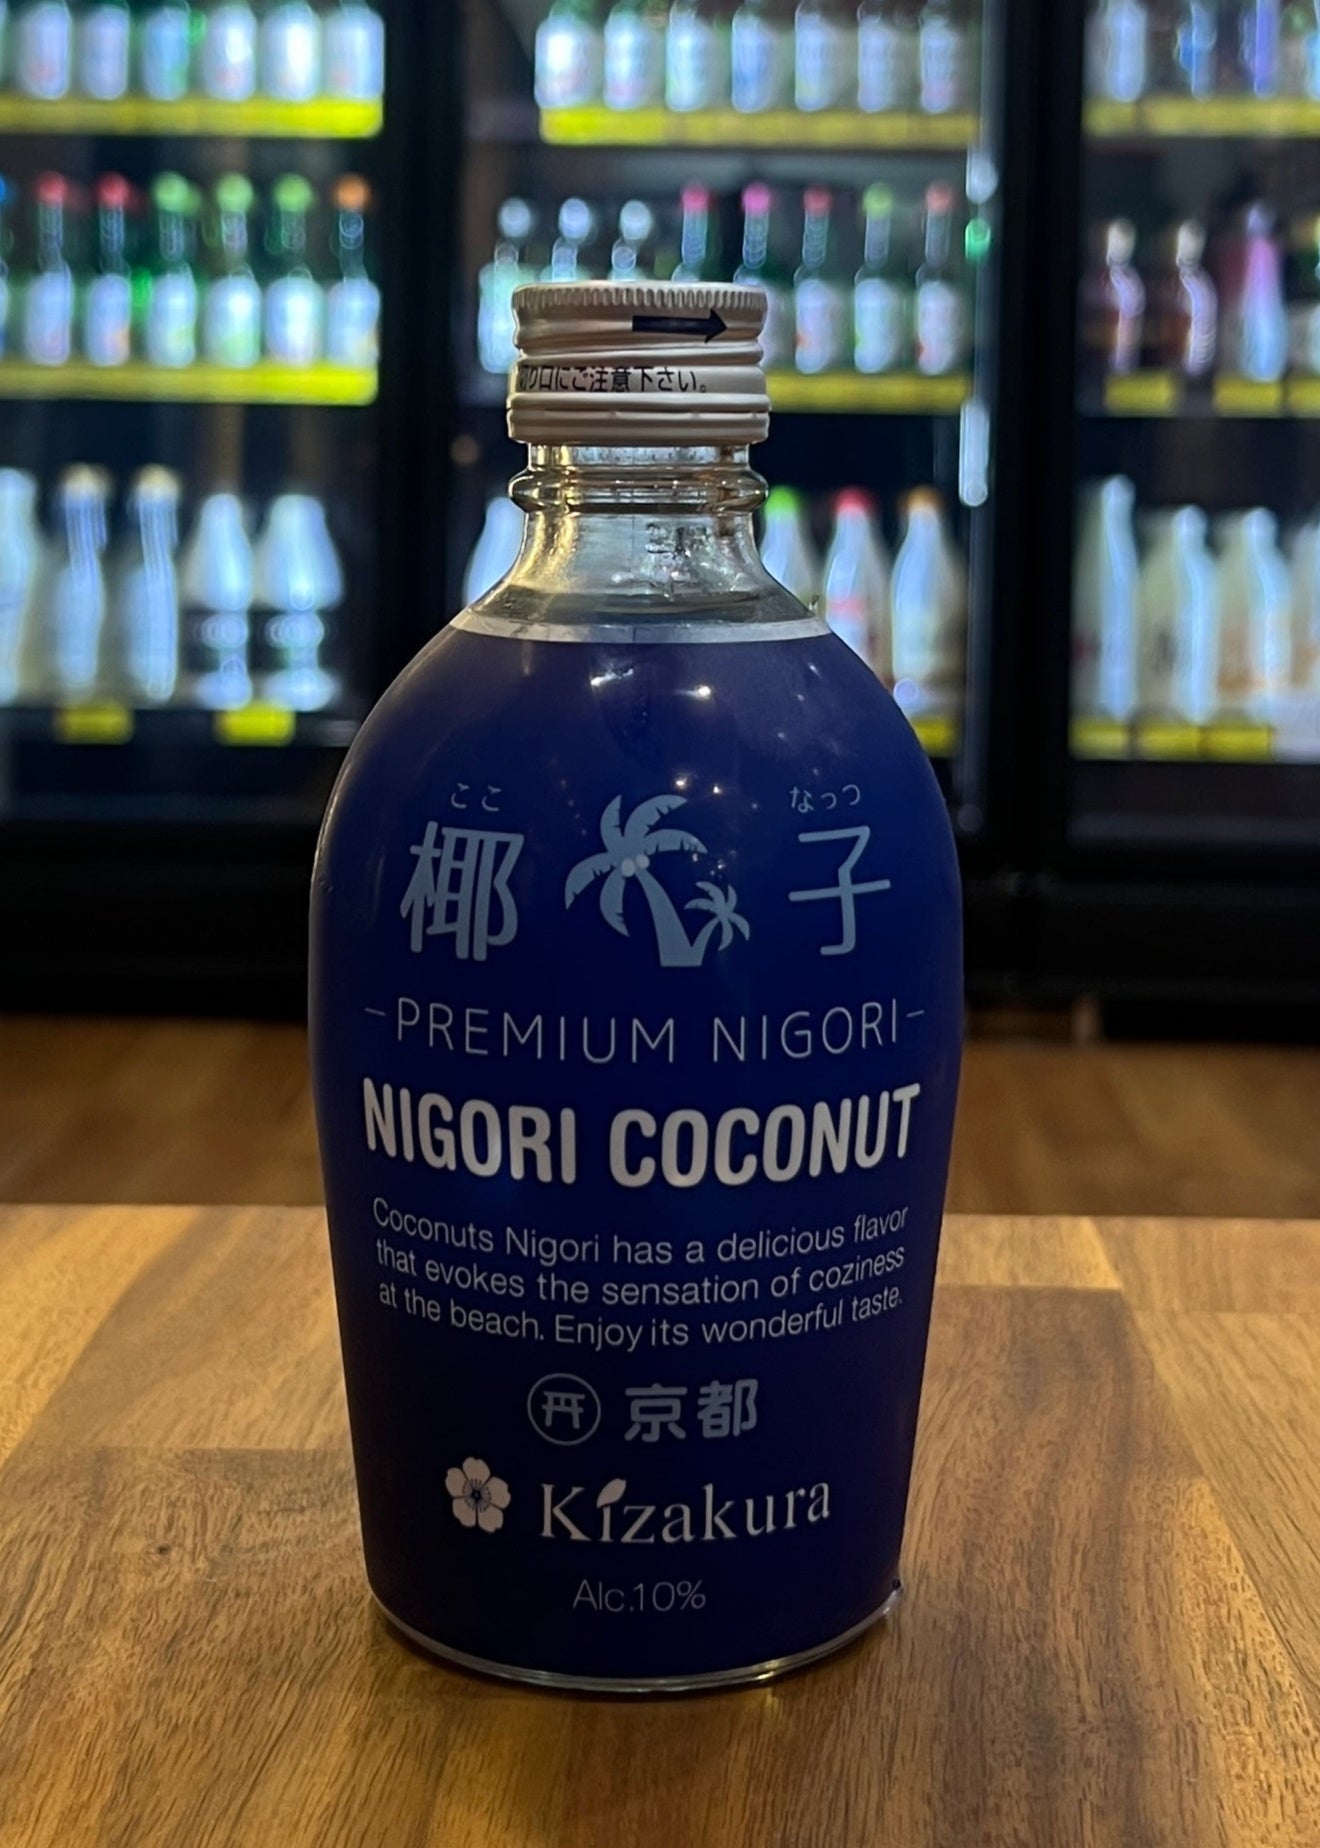 切り口にご注意下さい。
ここ なっつ
椰子
-PREMIUM NIGORI-
NIGORI COCONUT
Coconuts Nigori has a delicious flavor
that evokes the sensation of coziness
at the beach. Enjoy its wonderful taste.
京都
Kizakura
Alc.10%